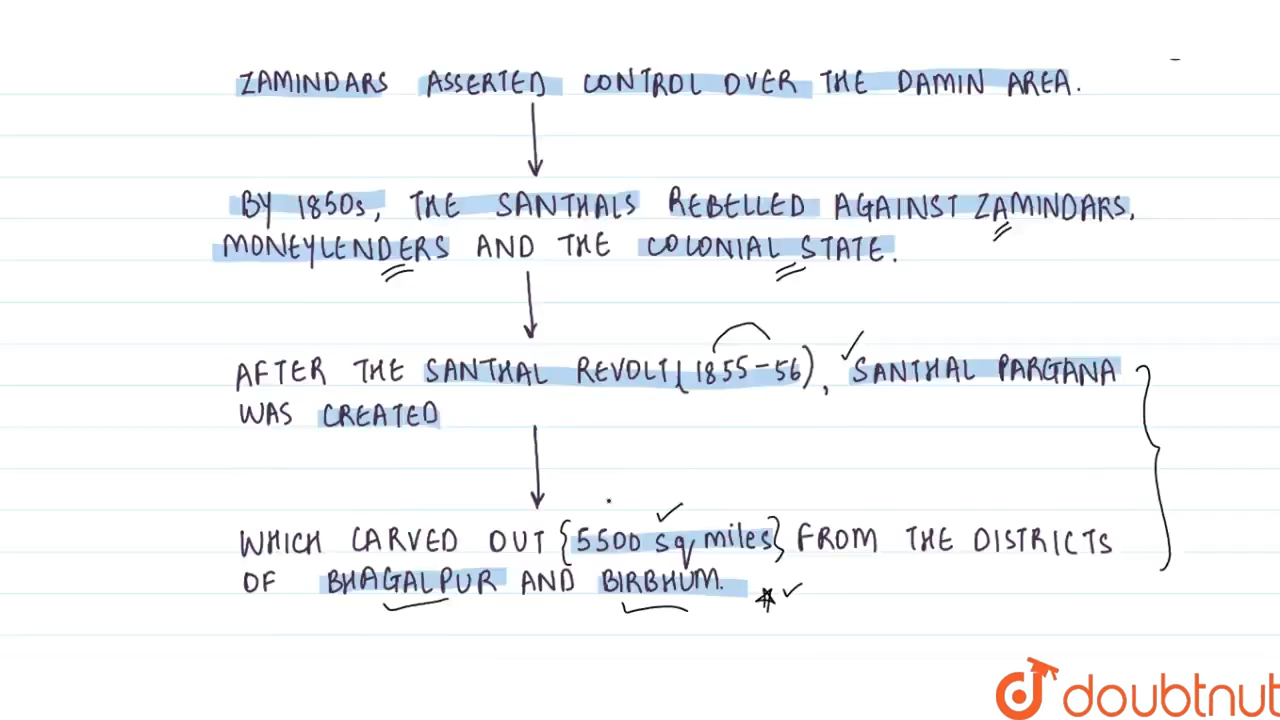 ZAMINDARS ASSERTED CONTROL OVER THE DAMIN AREA.
BY 1850s, THE SANTHALS REBELLED AGAINST ZAMINDARS,
MONEYLENDERS AND THE COLONIAL STATE.
AFTER THE SANTHAL REVOLT (1855-56), SANTHAL PARGANA
WAS CREATED
WHICH CARVED OUT {5500 sq miles} FROM THE DISTRICTS
OF BHAGALPUR AND BIRBHUM.
doubtnut